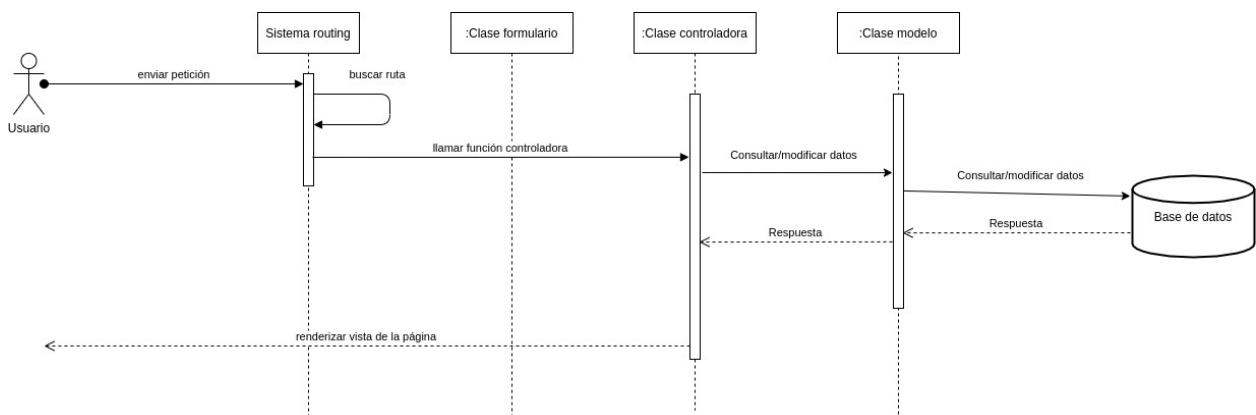 Sistema routing
:Clase formulario
:Clase controladora
:Clase modelo
enviar petición
buscar ruta
Usuario
llamar función controladora
Consultar/modificar datos
Consultar/modificar datos
Base de datos
Respuesta
Respuesta
renderizar vista de la página